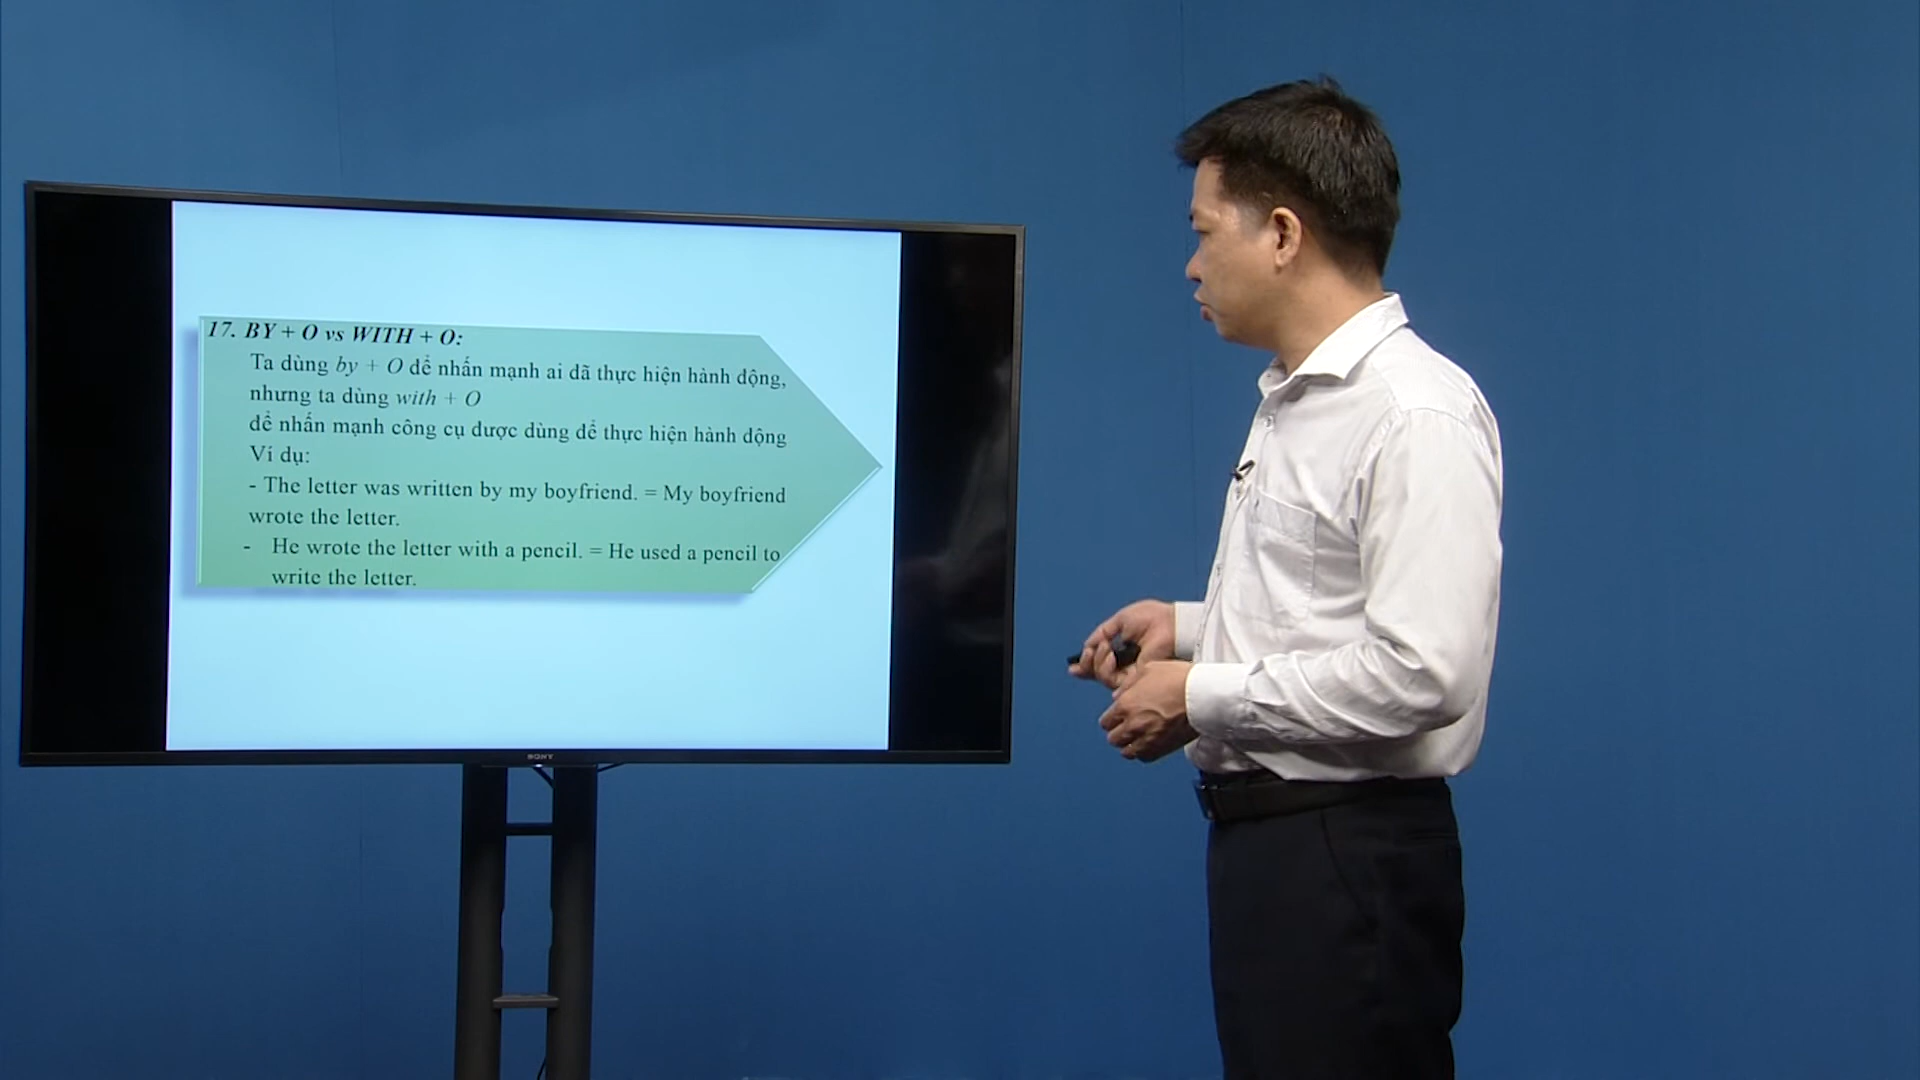 17. BY + O vs WITH + O:
Ta dùng by + O để nhấn mạnh ai đã thực hiện hành động,
nhưng ta dùng with + O
để nhấn mạnh công cụ được dùng để thực hiện hành động
Ví dụ:
- The letter was written by my boyfriend. = My boyfriend
wrote the letter.
- He wrote the letter with a pencil. = He used a pencil to
write the letter.
SONY